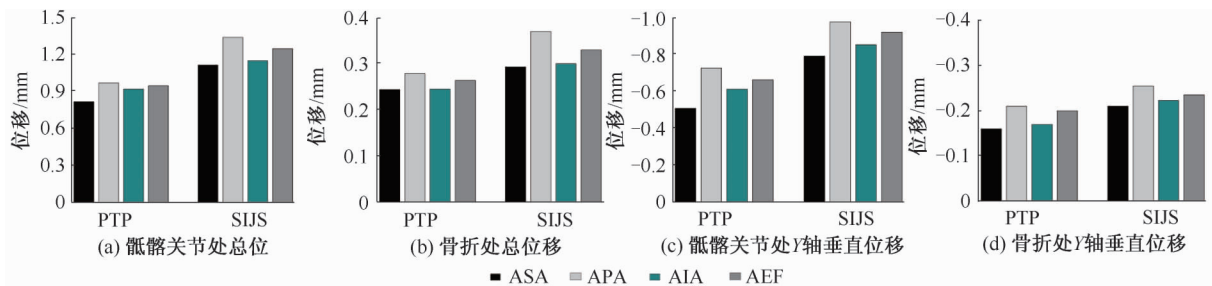 位移/mm
1.5
1.2
0.9
0.6
0.3
0
PTP SIJS
(a) 骶髂关节处总位
位移/mm
0.4
0.3
0.2
0.1
0
PTP SIJS
(b) 骨折处总位移
位移/mm
-1.0
-0.8
-0.6
-0.4
-0.2
0
PTP SIJS
(c) 骶髂关节处Y轴垂直位移
位移/mm
-0.4
-0.3
-0.2
-0.1
0
PTP SIJS
(d) 骨折处Y轴垂直位移
ASA APA AIA AEF